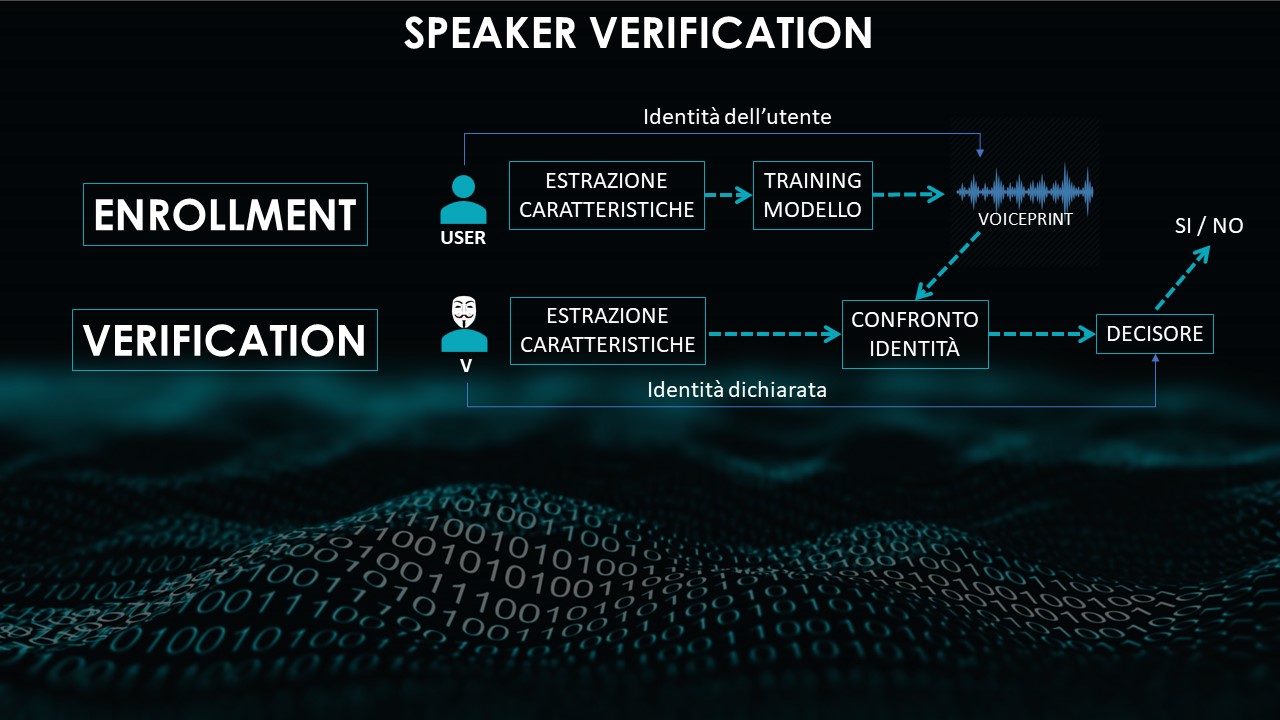 SPEAKER VERIFICATION
Identità dell'utente
ENROLLMENT
USER
ESTRAZIONE
CARATTERISTICHE
TRAINING
MODELLO
VOICEPRINT
SI / NO
VERIFICATION
V
ESTRAZIONE
CARATTERISTICHE
CONFRONTO
IDENTITÀ
DECISORE
Identità dichiarata